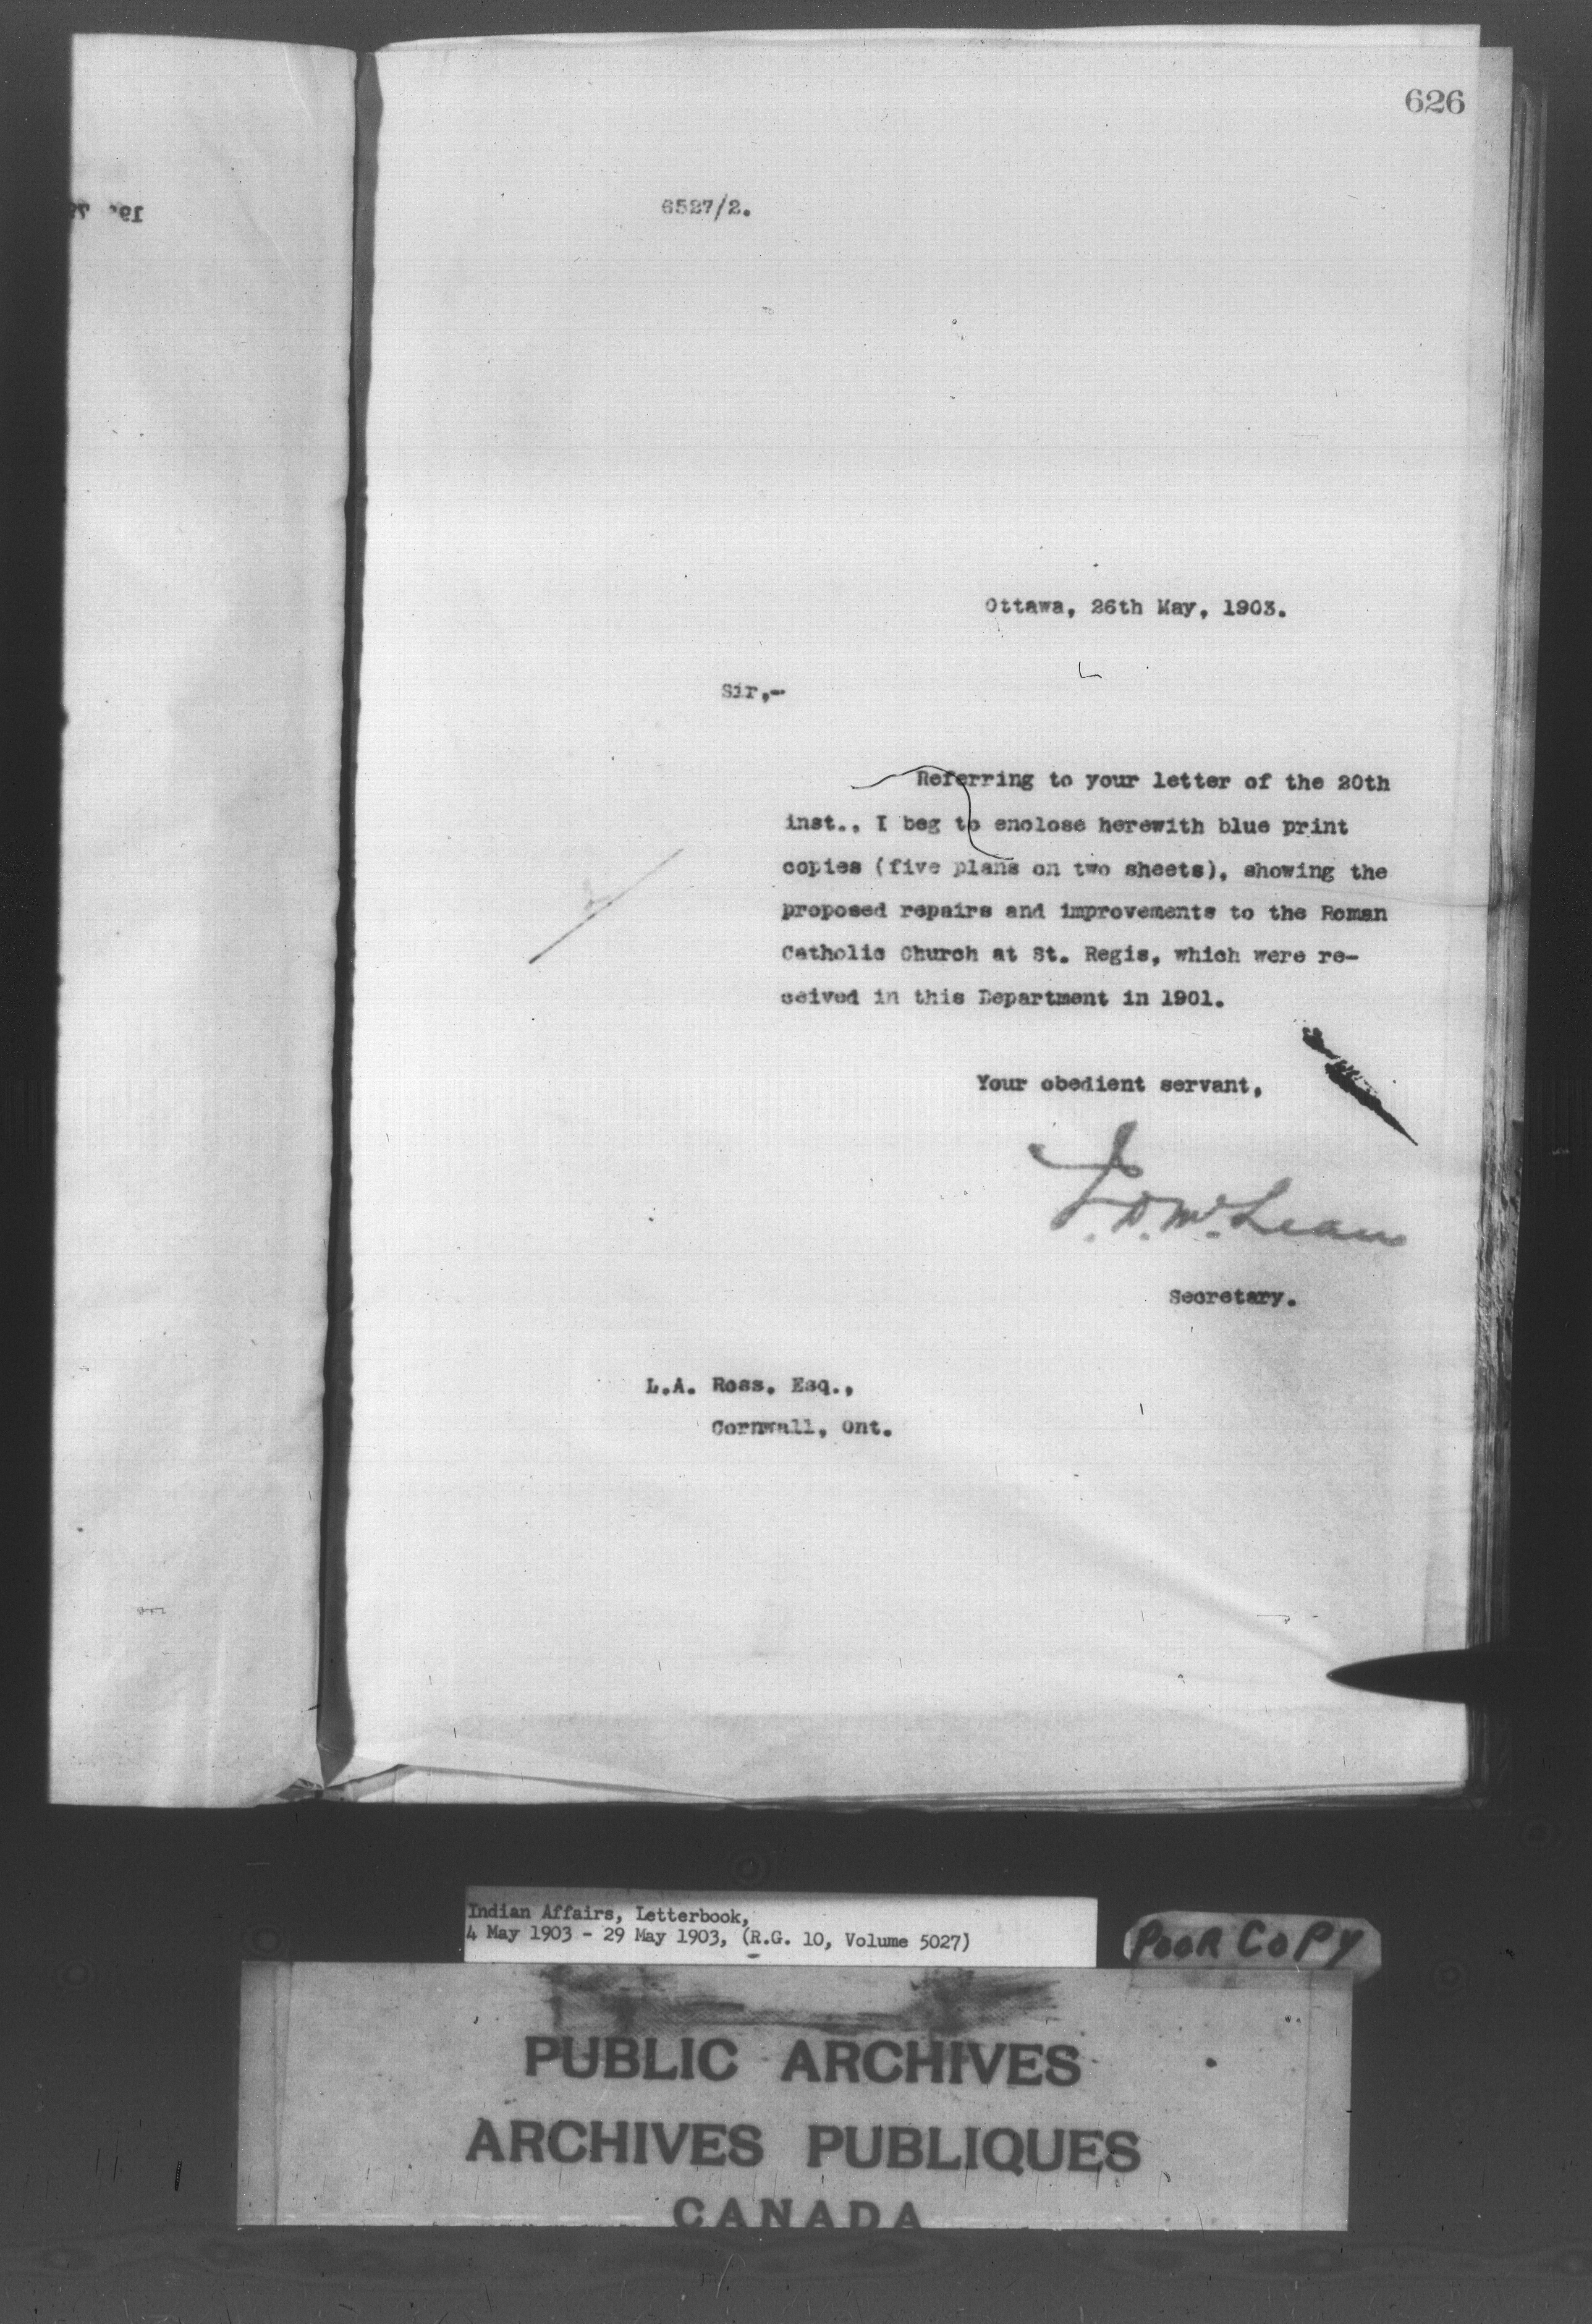 626
6527/2.
Ottawa, 26th May, 1903.
Sir,-
Referring to your letter of the 20th
inst., I beg to enclose herewith blue print
copies (five plans on two sheets), showing the
proposed repairs and improvements to the Roman
Catholic Church at St. Regis, which were re-
ceived in this Department in 1901.
Your obedient servant,
J. D. McLean
Secretary.
L.A. Ross, Esq.,
Cornwall, Ont.
Indian Affairs, Letterbook,
4 May 1903 - 29 May 1903, (R.G. 10, Volume 5027)
POOR COPY
PUBLIC ARCHIVES
ARCHIVES PUBLIQUES
CANADA